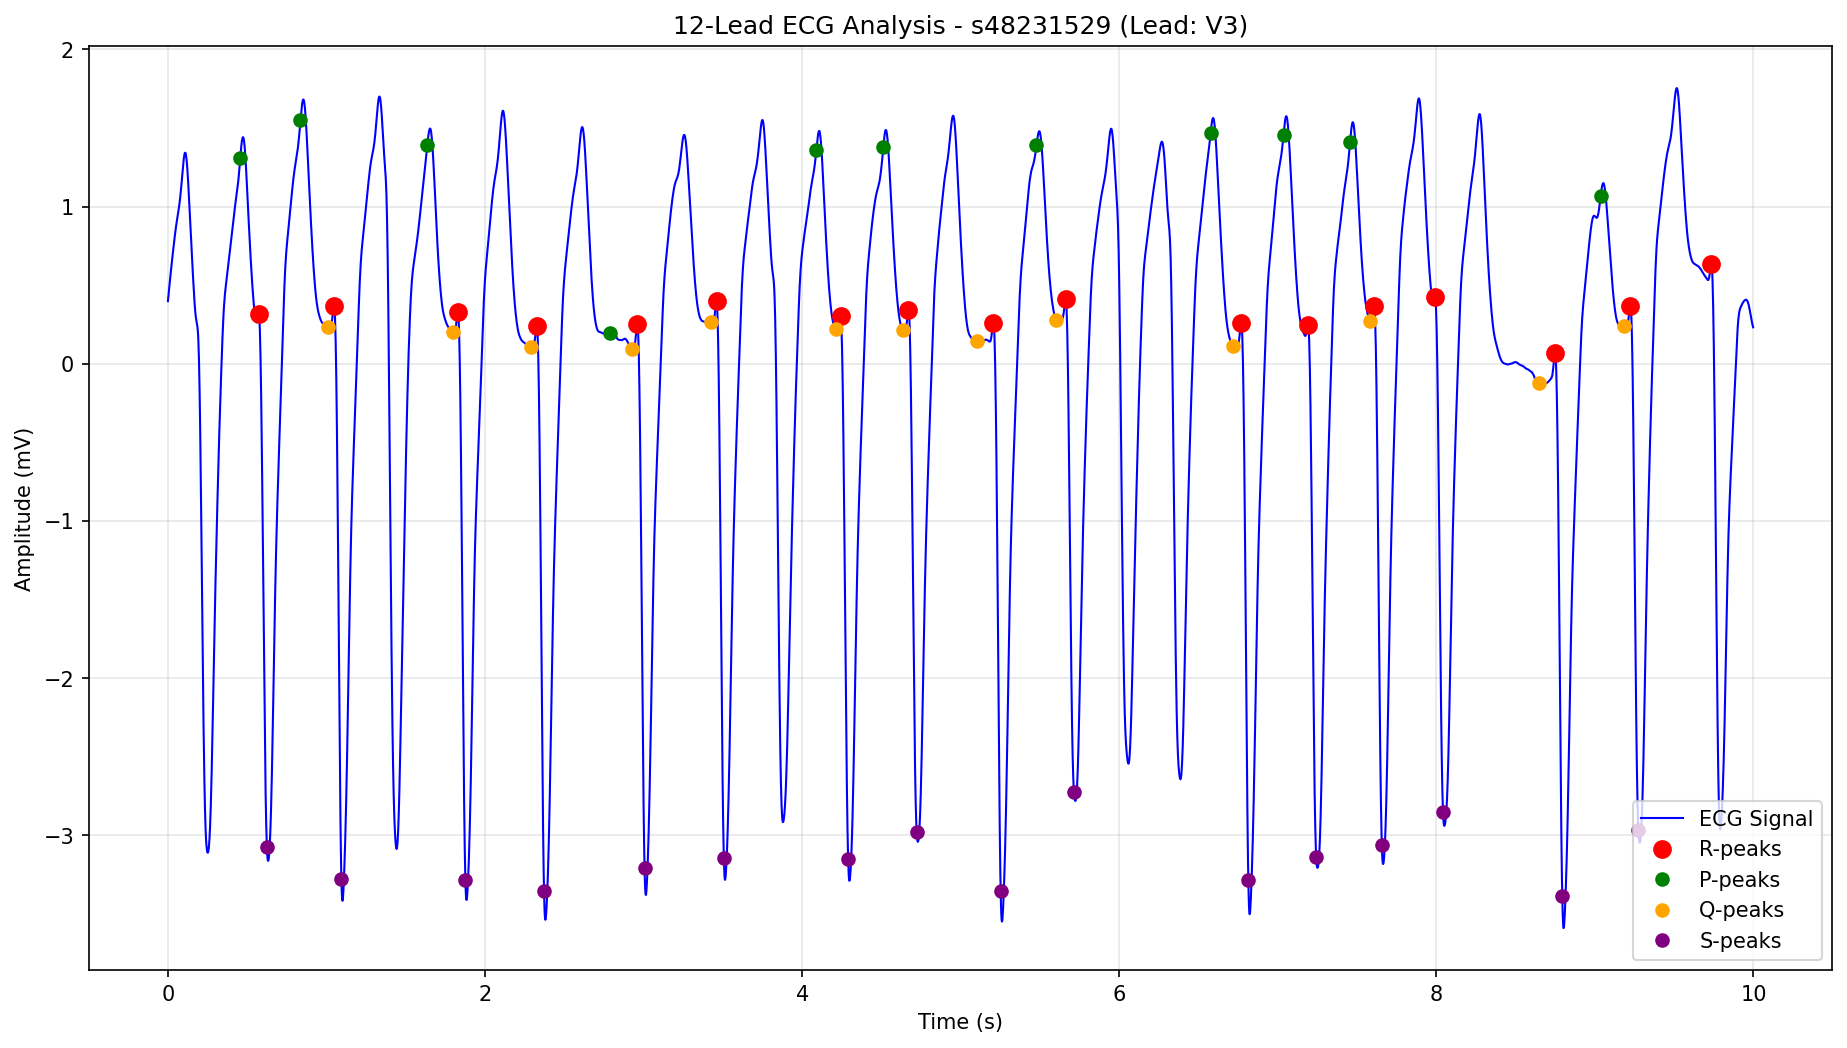 12-Lead ECG Analysis - s48231529 (Lead: V3)
Amplitude (mV)
2
1
0
−1
−2
−3
0
2
4
6
8
10
Time (s)
ECG Signal
R-peaks
P-peaks
Q-peaks
S-peaks